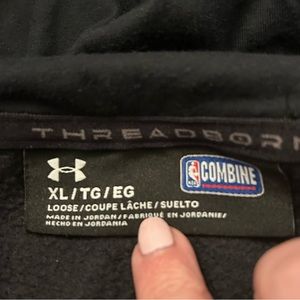 THREADBOR
COMBINE
XL/TG/EG
LOOSE/COUPE LÂCHE/SUELTO
MADE IN JORDAN/FABRIQUÉ EN JORDANIE/
HECHO EN JORDANIA